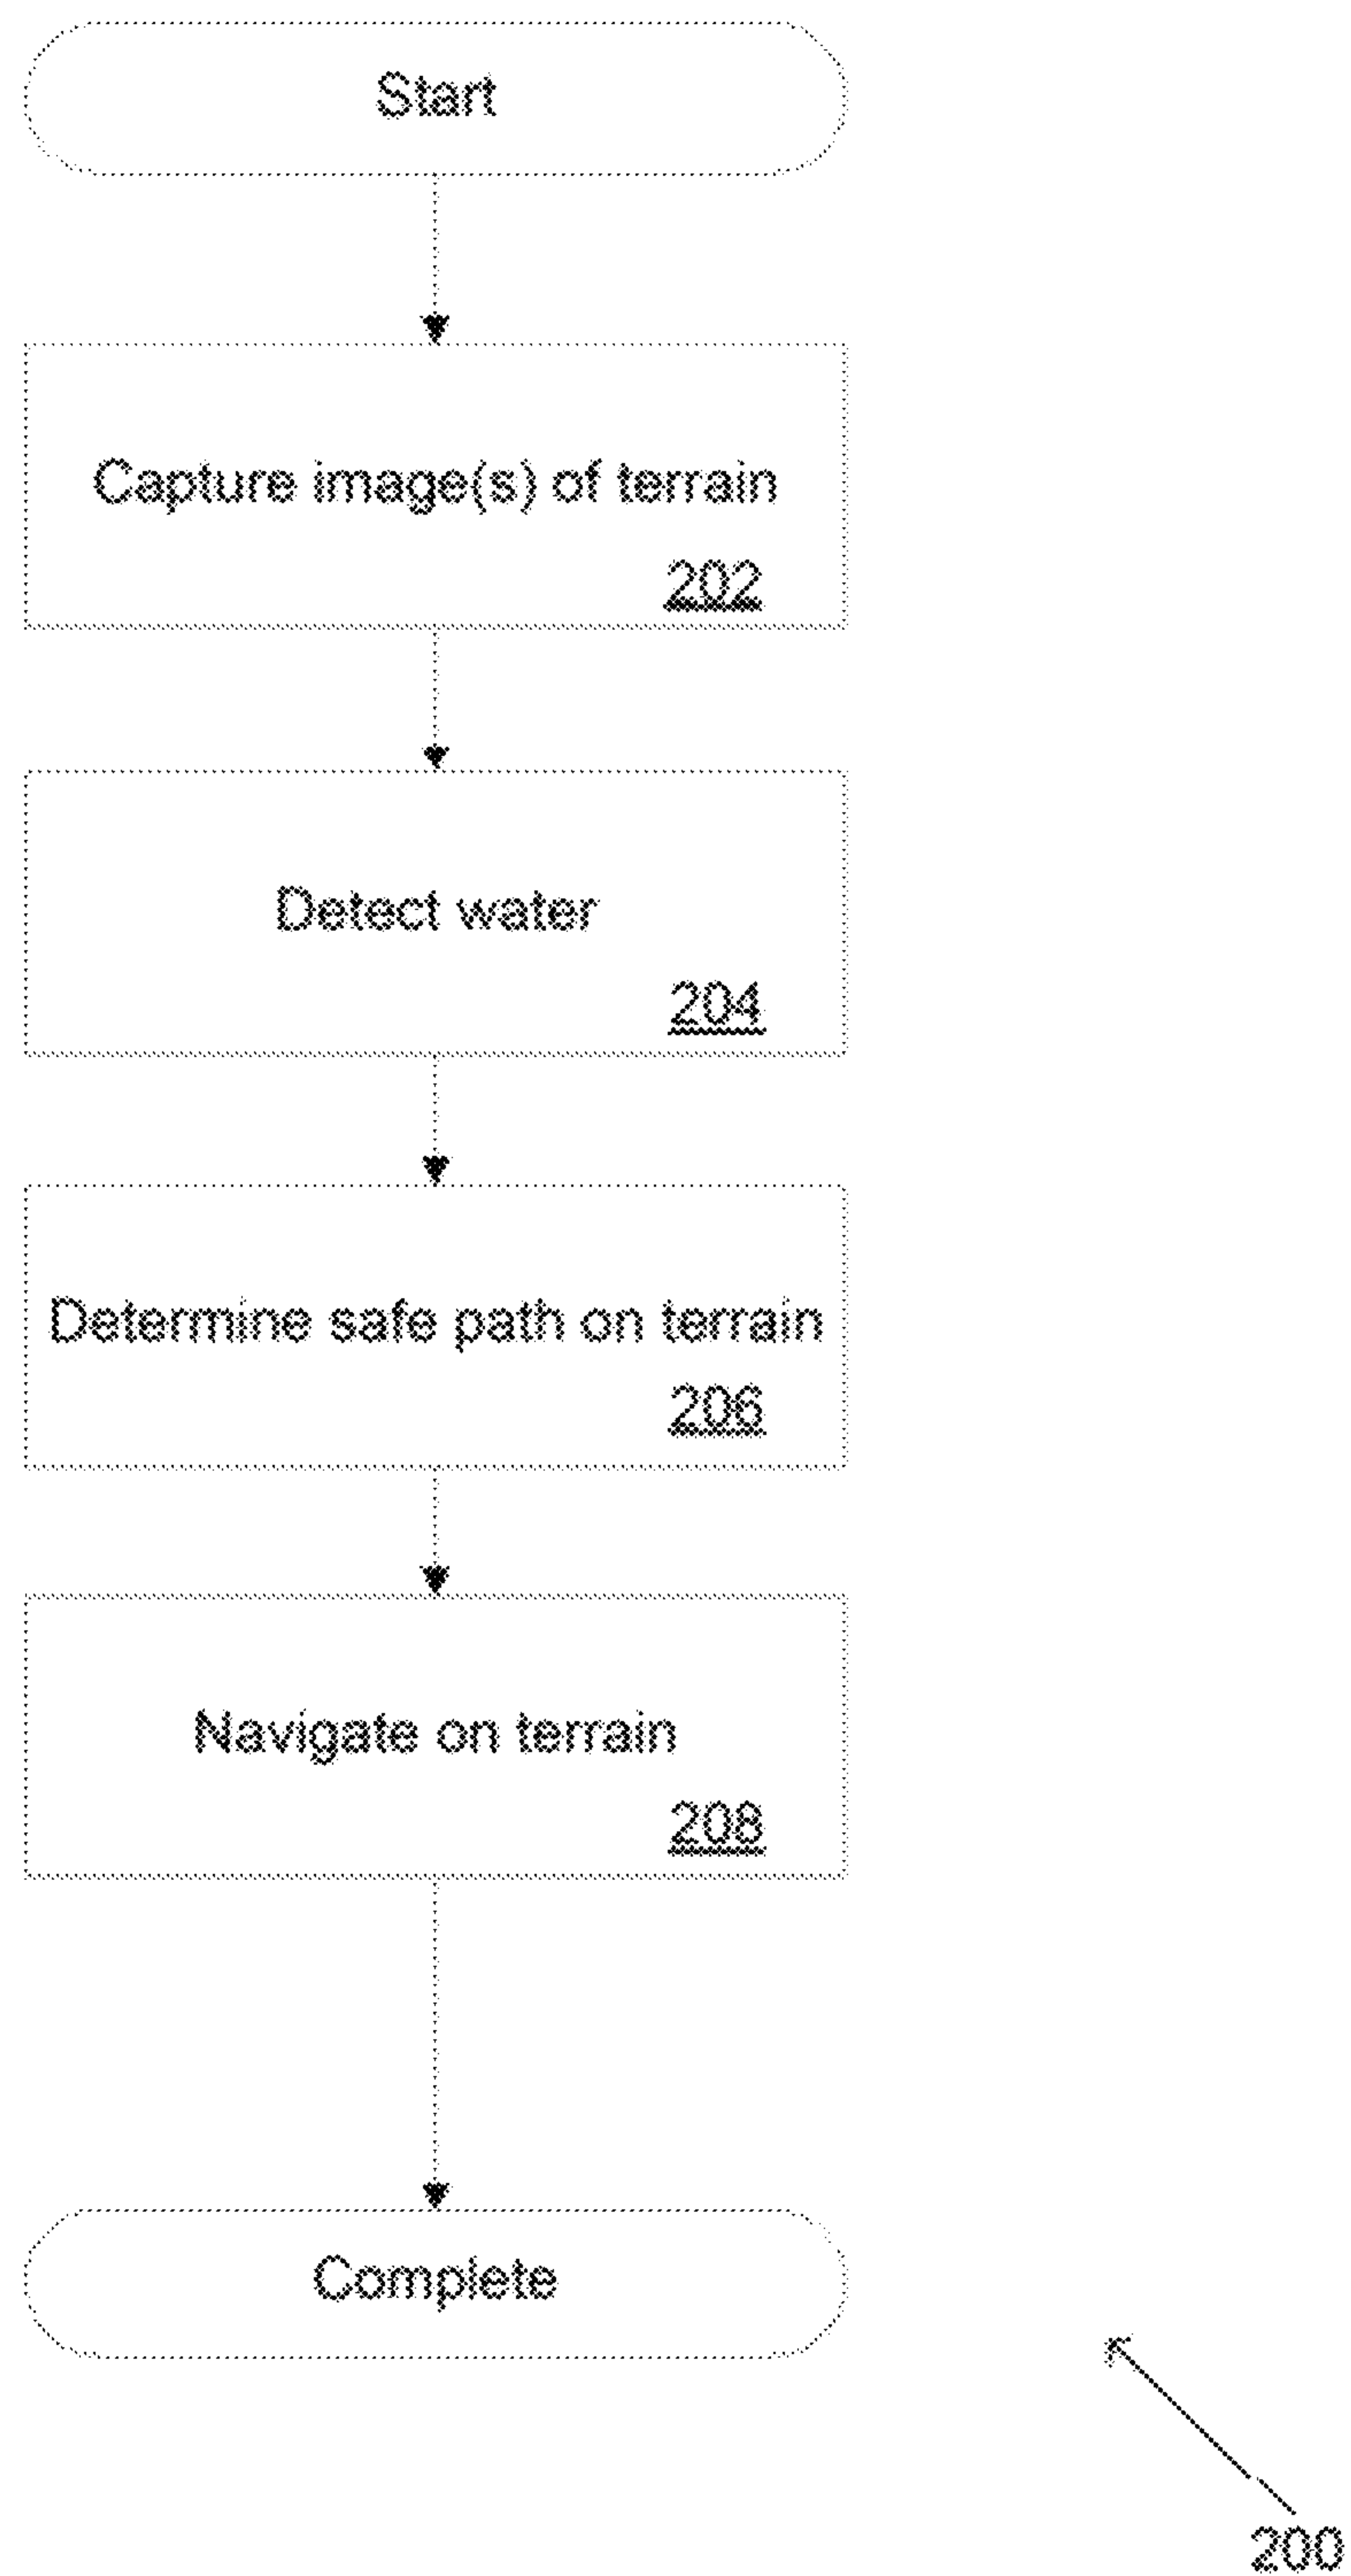 Start
Capture image(s) of terrain
202
Detect water
204
Determine safe path on terrain
206
Navigate on terrain
208
Complete
200